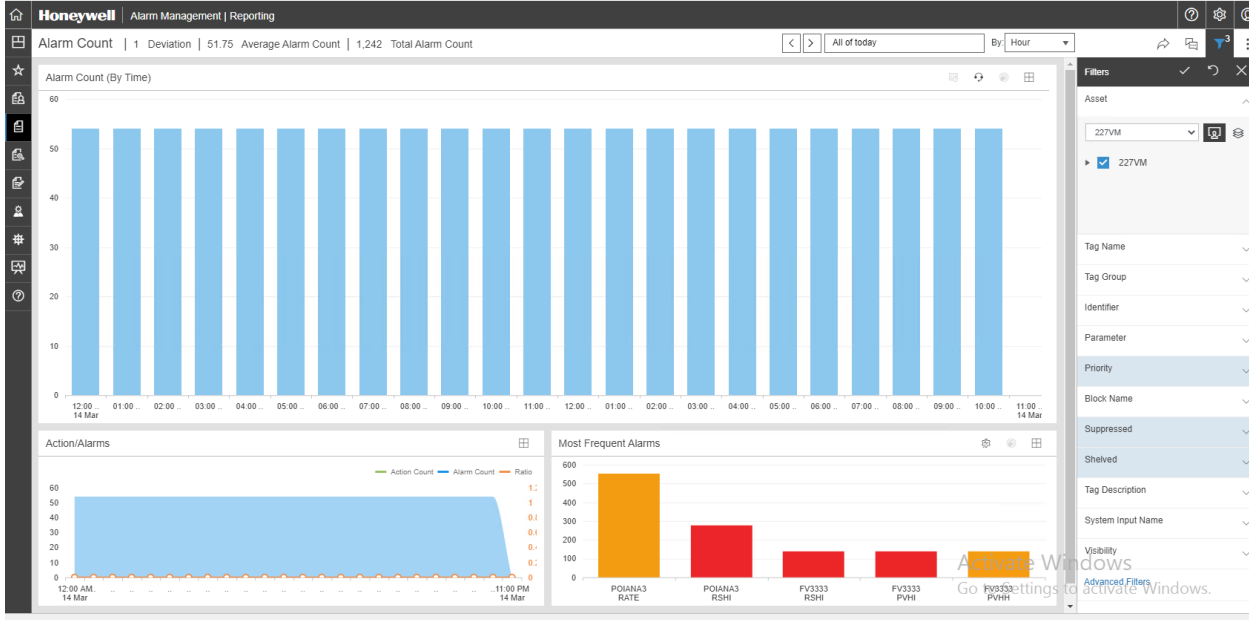 Honeywell Alarm Management | Reporting
Alarm Count | 1 Deviation | 51.75 Average Alarm Count | 1,242 Total Alarm Count
All of today By: Hour
3
Alarm Count (By Time)
60
50
40
30
20
10
0
12:00 .. 01:00 .. 02:00 .. 03:00 .. 04:00 .. 05:00 .. 06:00 .. 07:00 .. 08:00 .. 09:00 .. 10:00 .. 11:00 .. 12:00 .. 01:00 .. 02:00 .. 03:00 .. 04:00 .. 05:00 .. 06:00 .. 07:00 .. 08:00 .. 09:00 .. 10:00 .. 11:00 ..
14 Mar 14 Mar
Action/Alarms
Action Count Alarm Count Ratio
60
50
40
30
20
10
0
1
0
12:00 AM.. .. .. .. .. .. .. .. .. .. .. ..11:00 PM
14 Mar 14 Mar
Most Frequent Alarms
600
500
400
300
200
100
0
POIANA3 POIANA3 FV3333 FV3333 FV3333
RATE RSHI RSHI PVHI PVHH
Filters
Asset
227VM
227VM
Tag Name
Tag Group
Identifier
Parameter
Priority
Block Name
Suppressed
Shelved
Tag Description
System Input Name
Visibility
Advanced Filters
Activate Windows
Go to Settings to activate Windows.